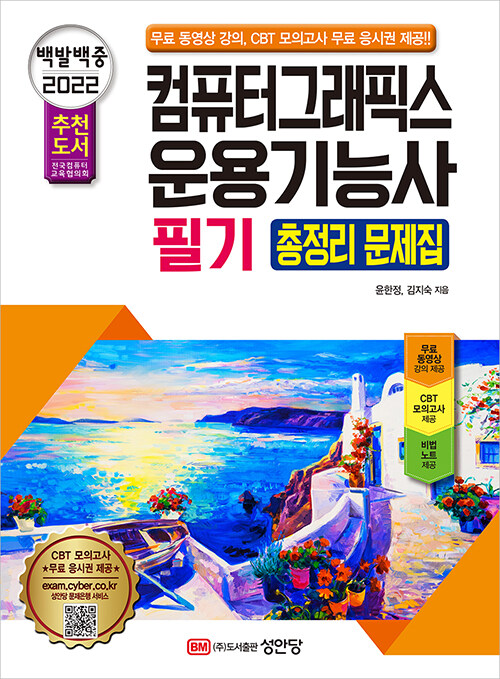 무료 동영상 강의, CBT 모의고사 무료 응시권 제공!!
백발백중
2022
추천
도서
전국컴퓨터
교육협의회
컴퓨터그래픽스
운용기능사
필기 총정리 문제집
윤한정, 김지숙 지음
무료
동영상
강의 제공
CBT
모의고사
제공
비법
노트
제공
CBT 모의고사
★무료 응시권 제공★
exam.cyber.co.kr
성안당 문제은행 서비스
BM (주)도서출판 성안당